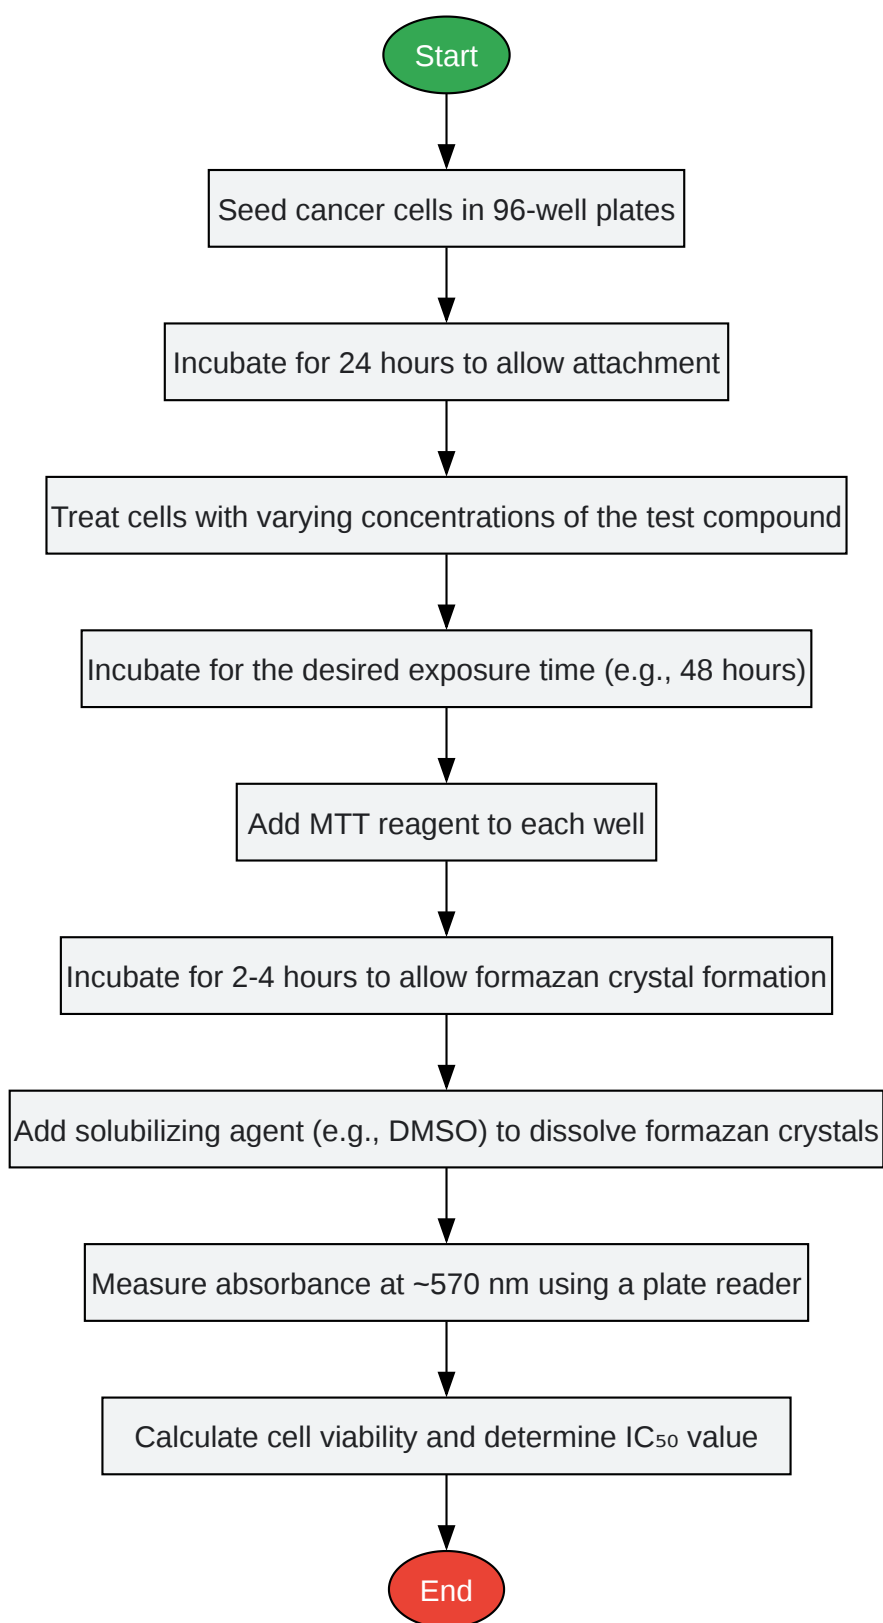 Start
Seed cancer cells in 96-well plates
Incubate for 24 hours to allow attachment
Treat cells with varying concentrations of the test compound
Incubate for the desired exposure time (e.g., 48 hours)
Add MTT reagent to each well
Incubate for 2-4 hours to allow formazan crystal formation
Add solubilizing agent (e.g., DMSO) to dissolve formazan crystals
Measure absorbance at ~570 nm using a plate reader
Calculate cell viability and determine IC₅₀ value
End